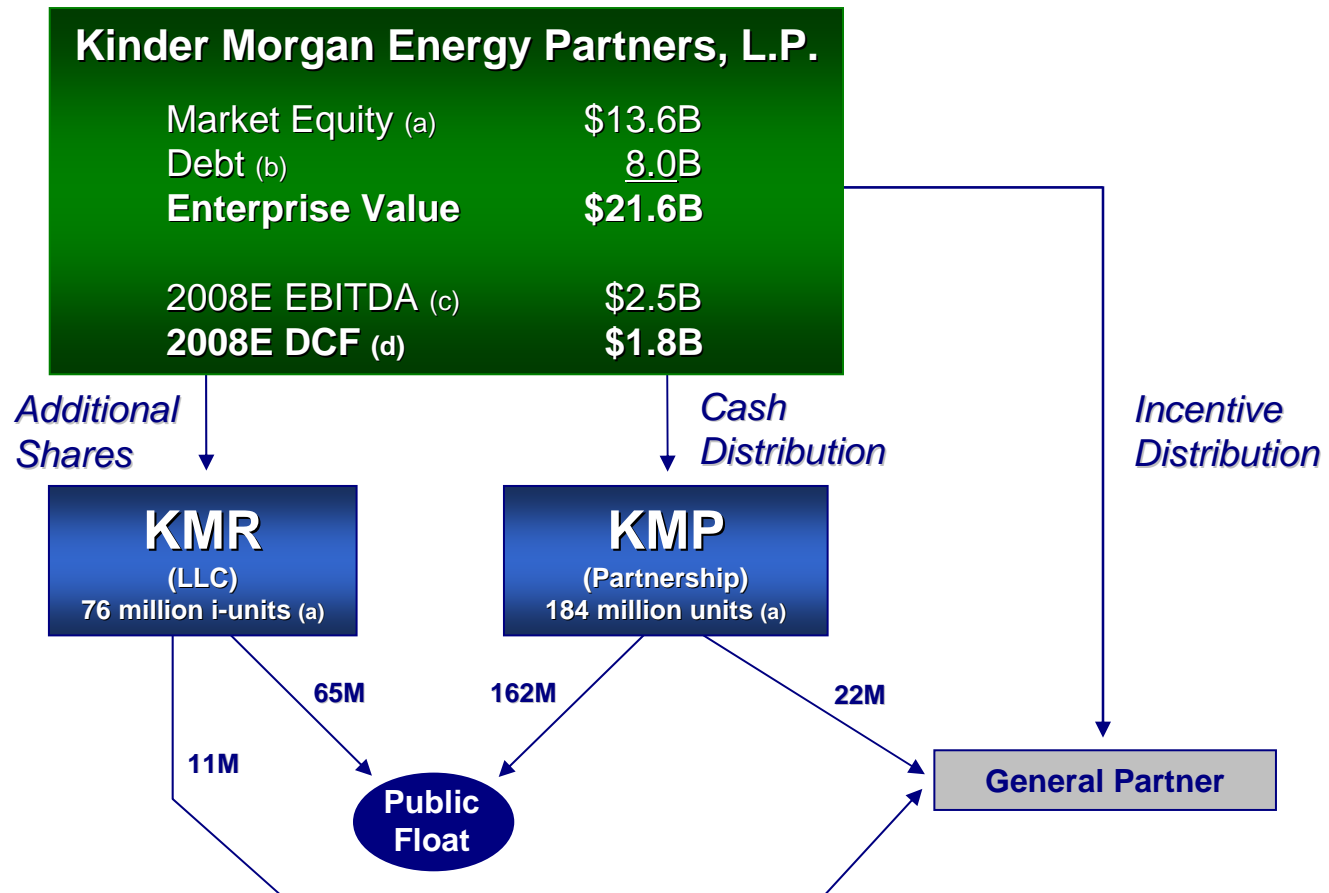 Kinder Morgan Energy Partners, L.P.
Market Equity (a) $13.6B
Debt (b) 8.0B
Enterprise Value $21.6B
2008E EBITDA (c) $2.5B
2008E DCF (d) $1.8B
Additional
Shares
Cash
Distribution
Incentive
Distribution
KMR
(LLC)
76 million i-units (a)
KMP
(Partnership)
184 million units (a)
65M
162M
22M
11M
Public
Float
General Partner